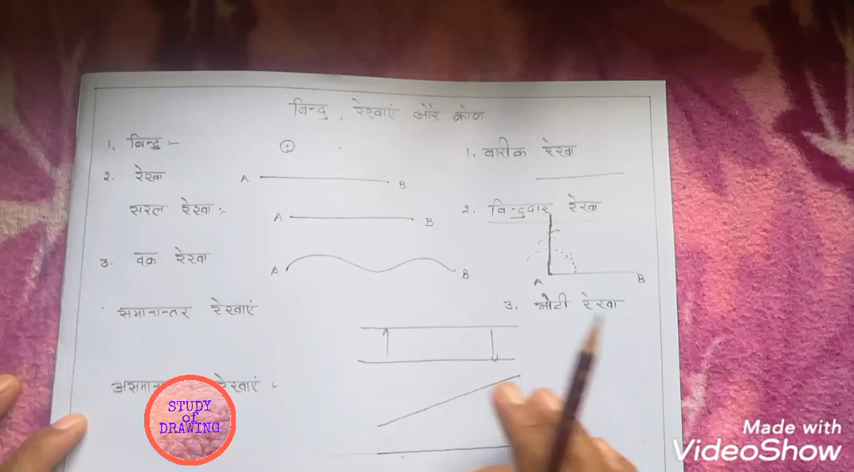 बिन्दु, रेखाएं और कोण
1. बिन्दु :-
2. रेखा
A B
सरल रेखा :-
A B
3. वक्र रेखा
A B
समानान्तर रेखाएं
रेखाएं :-
1. बारीक रेखा
2. बिन्दुदार रेखा
A B
3. मोटी रेखा
STUDY
of
DRAWING
Made with
VideoShow